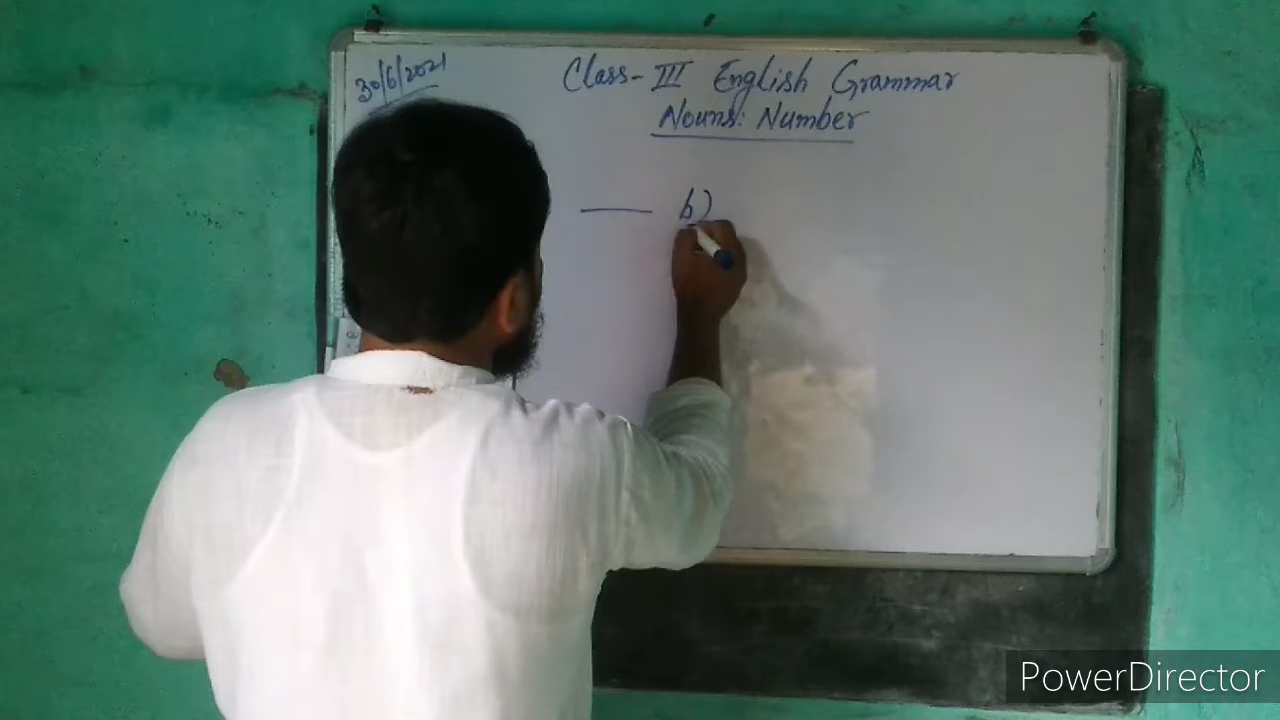 30/6/2021
Class-III English Grammar
Nouns: Number
b)
PowerDirector